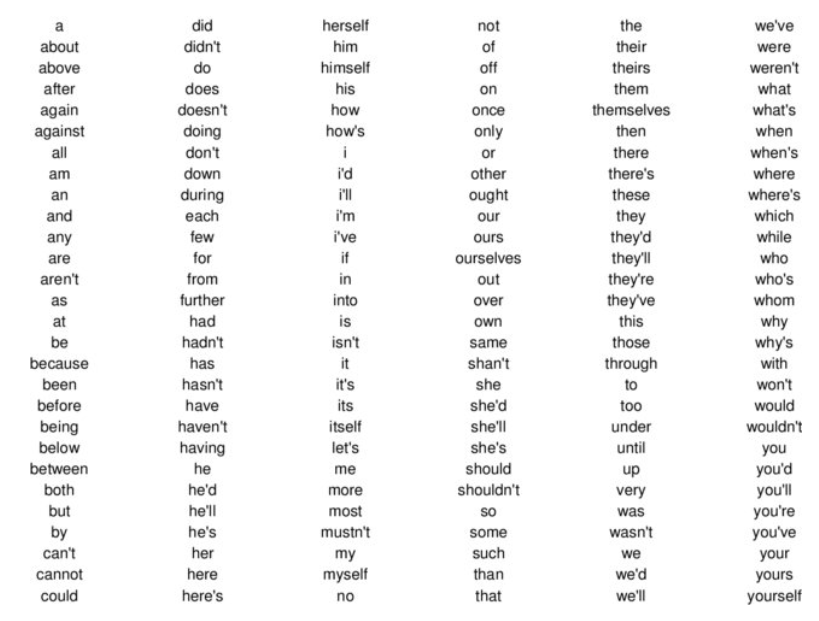 a did herself not the we've
about didn't him of their were
above do himself off theirs weren't
after does his on them what
again doesn't how once themselves what's
against doing how's only then when
all don't i or there when's
am down i'd other there's where
an during i'll ought these where's
and each i'm our they which
any few i've ours they'd while
are for if ourselves they'll who
aren't from in out they're who's
as further into over they've whom
at had is own this why
be hadn't isn't same those why's
because has it shan't through with
been hasn't it's she to won't
before have its she'd too would
being haven't itself she'll under wouldn't
below having let's she's until you
between he me should up you'd
both he'd more shouldn't very you'll
but he'll most so was you're
by he's mustn't some wasn't you've
can't her my such we your
cannot here myself than we'd yours
could here's no that we'll yourself